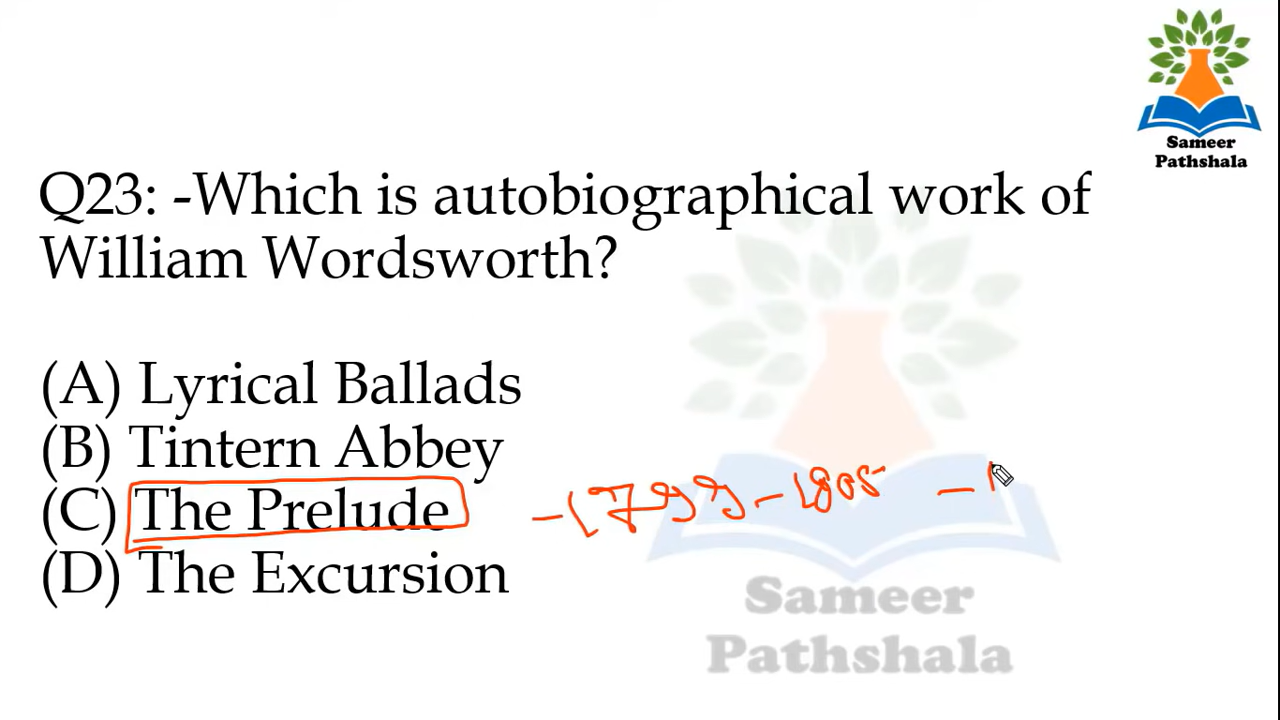 Sameer
Pathshala
Q23: -Which is autobiographical work of
William Wordsworth?
(A) Lyrical Ballads
(B) Tintern Abbey
(C) The Prelude -1799-1805 - 1
(D) The Excursion
Sameer
Pathshala